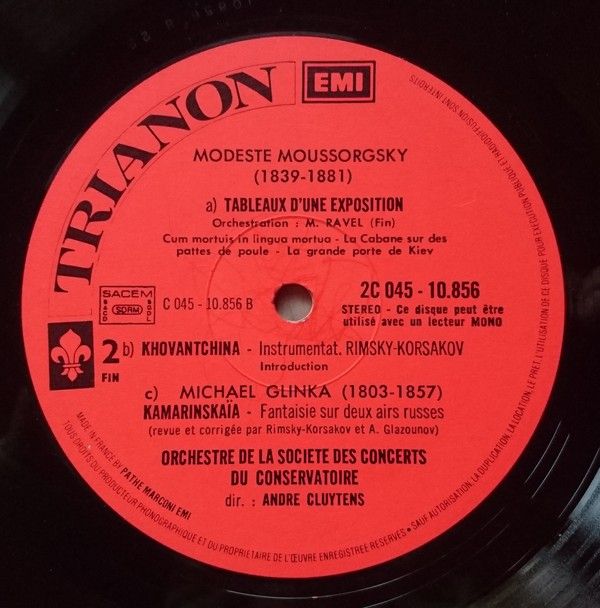 TRIANON
EMI
MODESTE MOUSSORGSKY
(1839-1881)
a) TABLEAUX D'UNE EXPOSITION
Orchestration : M. RAVEL (Fin)
Cum mortuis in lingua mortua - La Cabane sur des
pattes de poule - La grande porte de Kiev
SACEM
SACD
SDRM
SGDL
C 045 - 10.856 B
2C 045 - 10.856
STEREO - Ce disque peut être
utilisé avec un lecteur MONO
2
FIN
b) KHOVANTCHINA - Instrumentat. RIMSKY-KORSAKOV
Introduction
c) MICHAEL GLINKA (1803-1857)
KAMARINSKAÏA - Fantaisie sur deux airs russes
(revue et corrigée par Rimsky-Korsakov et A. Glazounov)
ORCHESTRE DE LA SOCIETE DES CONCERTS
DU CONSERVATOIRE
dir. : ANDRE CLUYTENS
MADE IN FRANCE BY PATHE MARCONI EMI
TOUS DROITS DU PRODUCTEUR PHONOGRAPHIQUE ET DU PROPRIETAIRE DE L'ŒUVRE ENREGISTREE RESERVES • SAUF AUTORISATION, LA DUPLICATION, LA LOCATION, LE PRET, L'UTILISATION DE CE DISQUE POUR EXECUTION PUBLIQUE ET RADIODIFFUSION SONT INTERDITS